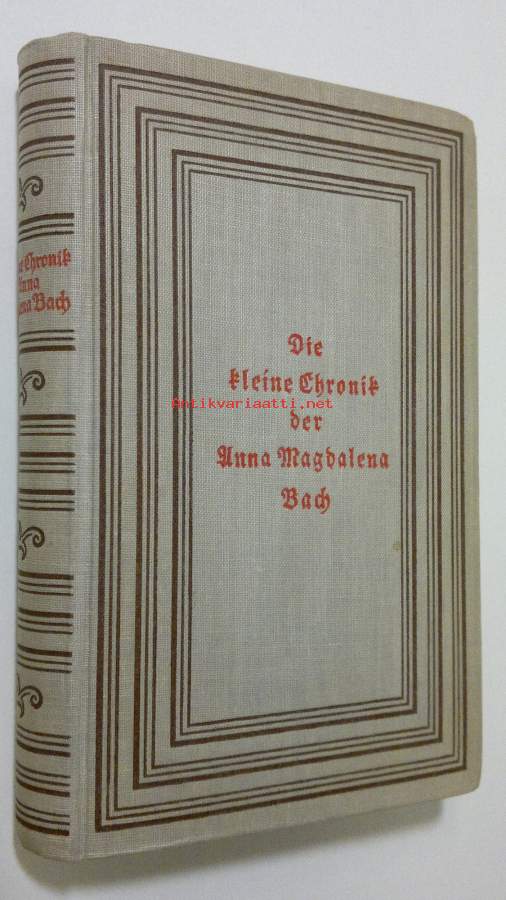 Die
kleine Chronik
der
Anna Magdalena
Bach
Chronik
Anna
Bach
Antikvariaatti.net